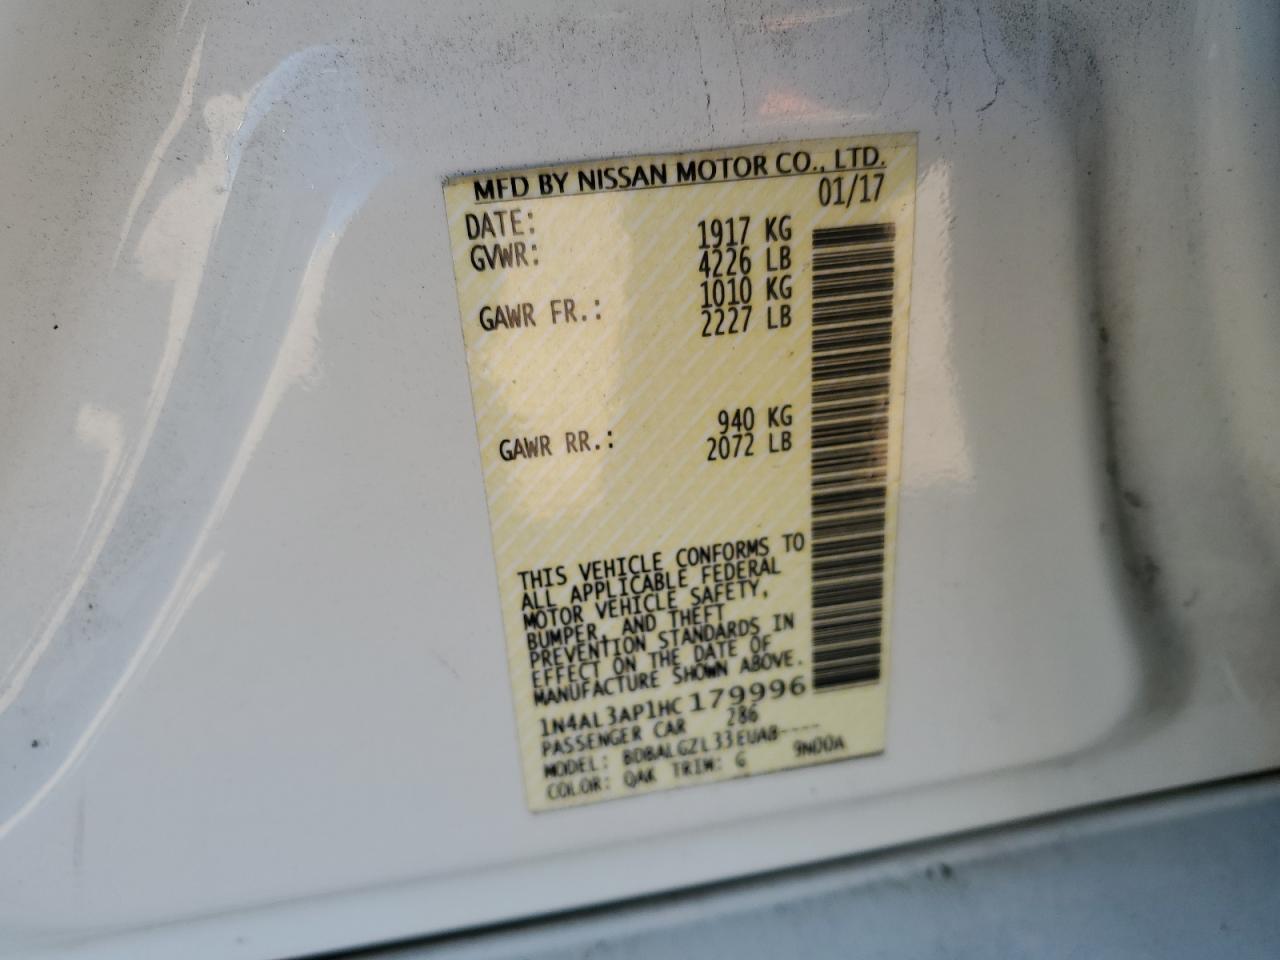 MFD BY NISSAN MOTOR CO., LTD.
DATE: 01/17
GVWR: 1917 KG
4226 LB
GAWR FR.: 1010 KG
2227 LB
GAWR RR.: 940 KG
2072 LB
THIS VEHICLE CONFORMS TO
ALL APPLICABLE FEDERAL
MOTOR VEHICLE SAFETY,
BUMPER, AND THEFT
PREVENTION STANDARDS IN
EFFECT ON THE DATE OF
MANUFACTURE SHOWN ABOVE.
1N4AL3AP1HC179996
PASSENGER CAR 286
MODEL: BDBALGZL33EUAB----
COLOR: QAK TRIM: G 9N00A